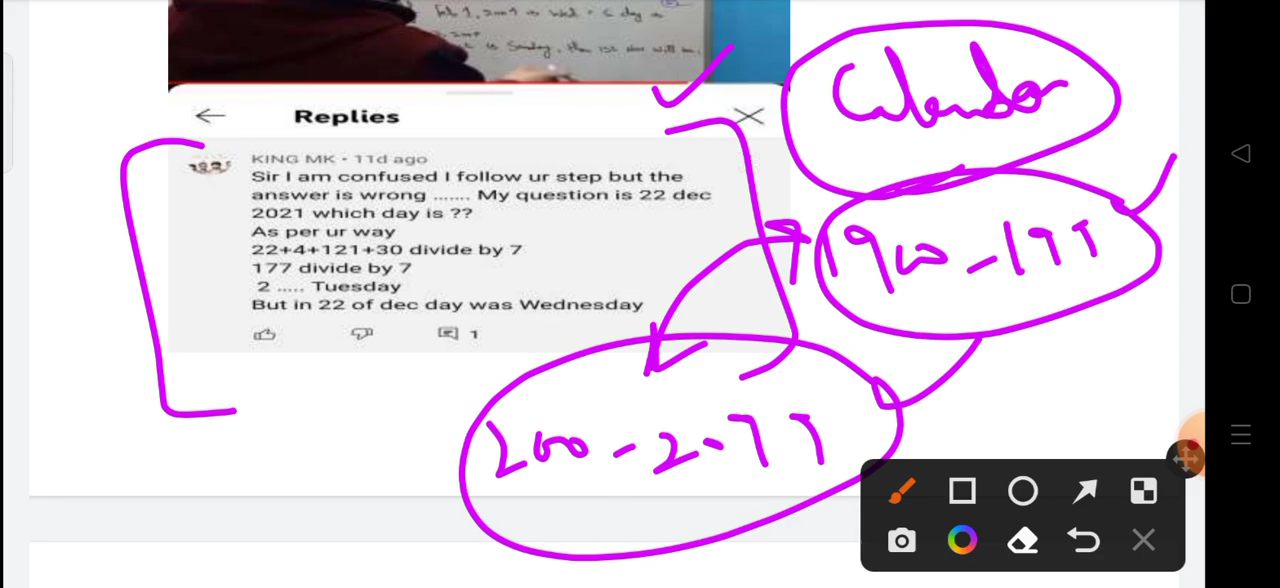 Replies
KING MK • 11d ago
Sir I am confused I follow ur step but the
answer is wrong ....... My question is 22 dec
2021 which day is ??
As per ur way
22+4+121+30 divide by 7
177 divide by 7
2 ..... Tuesday
But in 22 of dec day was Wednesday
1
Calendar
1900-1999
2000-2099